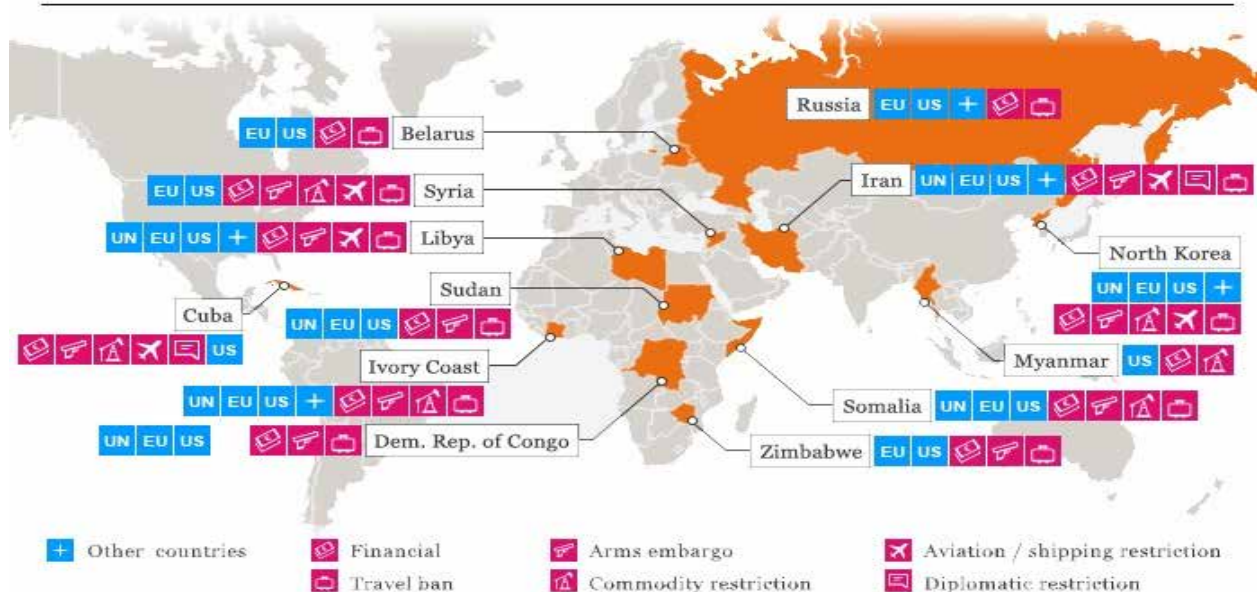 Russia EU US +
EU US Belarus
EU US Syria
Iran UN EU US +
UN EU US + Libya
North Korea
UN EU US +
Sudan
Cuba
UN EU US
US
Ivory Coast
Myanmar US
UN EU US +
Somalia UN EU US
UN EU US Dem. Rep. of Congo
Zimbabwe EU US
+ Other countries
Financial
Arms embargo
Aviation / shipping restriction
Travel ban
Commodity restriction
Diplomatic restriction